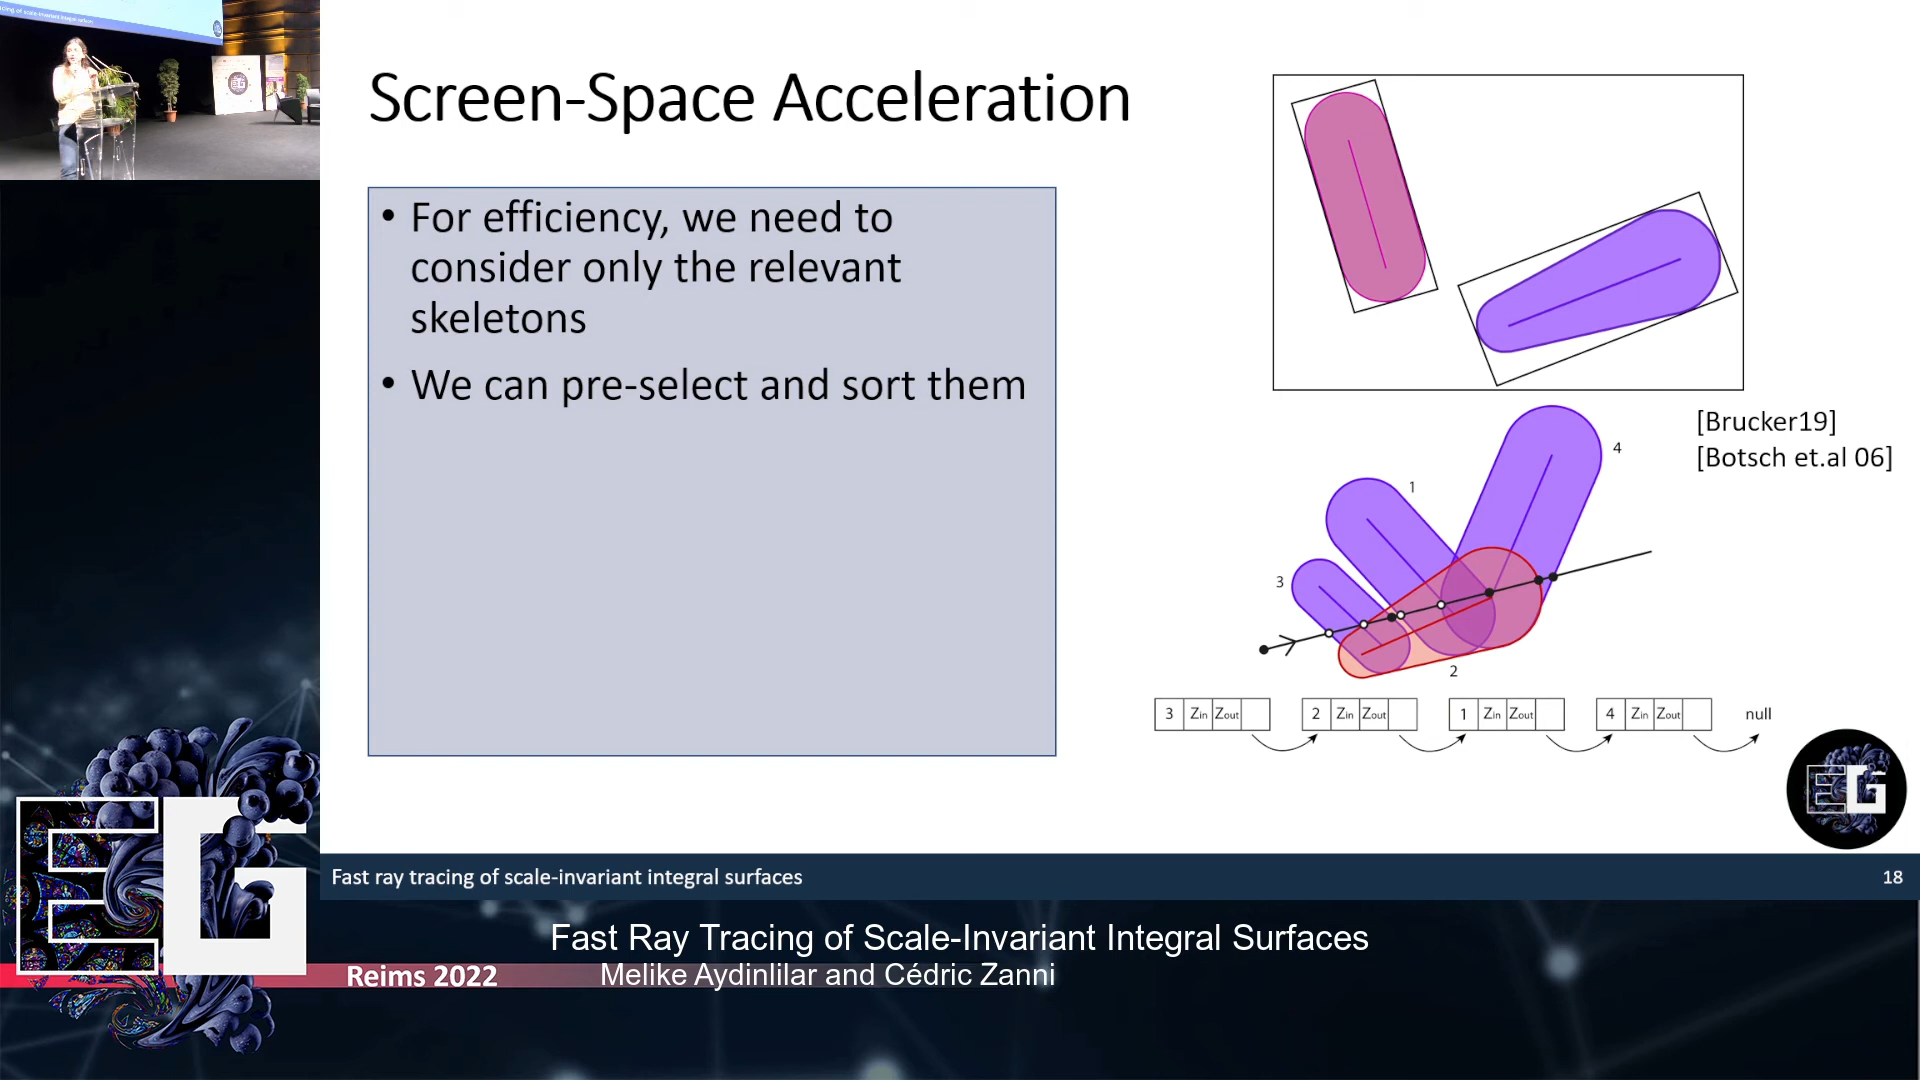 Screen-Space Acceleration
• For efficiency, we need to
consider only the relevant
skeletons
• We can pre-select and sort them
[Brucker19]
[Botsch et.al 06]
4
1
3
2
3 Zin Zout
2 Zin Zout
1 Zin Zout
4 Zin Zout
null
EG
Fast ray tracing of scale-invariant integral surfaces
18
EG
Fast Ray Tracing of Scale-Invariant Integral Surfaces
Reims 2022
Melike Aydinlilar and Cédric Zanni